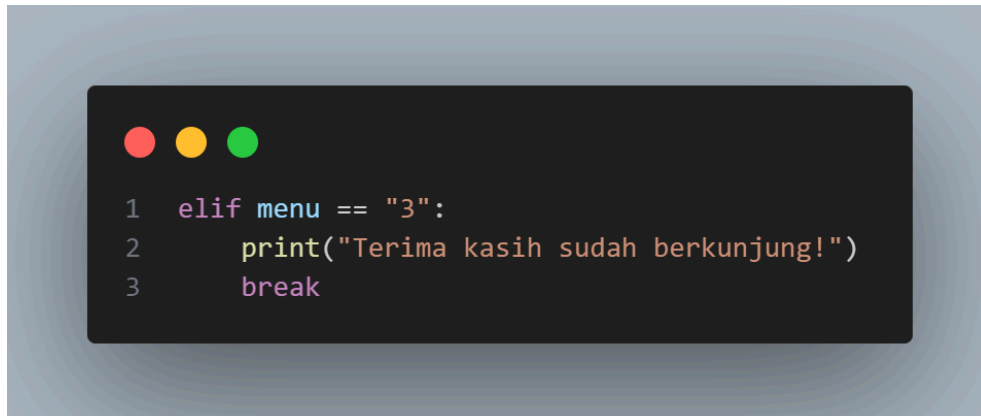 1 elif menu == "3":
2     print("Terima kasih sudah berkunjung!")
3     break